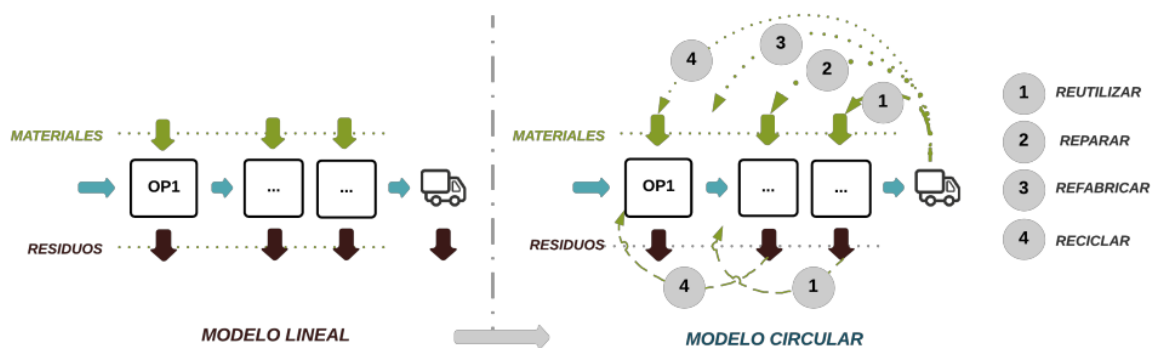 MATERIALES
OP1
...
...
RESIDUOS
MODELO LINEAL
4
3
2
1
MATERIALES
OP1
...
...
RESIDUOS
4
1
MODELO CIRCULAR
1 REUTILIZAR
2 REPARAR
3 REFABRICAR
4 RECICLAR